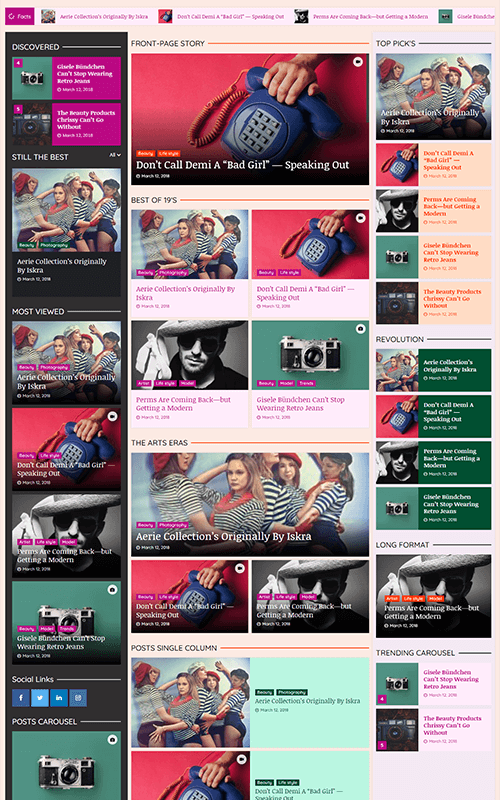 Facts
Aerie Collection's Originally By Iskra
Don't Call Demi A "Bad Girl" — Speaking Out
Perms Are Coming Back—but Getting a Modern
Gisele Bündche
DISCOVERED
4
Gisele Bündchen
Can't Stop Wearing
Retro Jeans
March 12, 2018
5
The Beauty Products
Chrissy Can't Go
Without
March 12, 2018
STILL THE BEST
All
Beauty Photography
Aerie Collection's Originally
By Iskra
March 12, 2018
MOST VIEWED
Beauty Photography
Aerie Collection's Originally
By Iskra
March 12, 2018
Beauty Life style
Don't Call Demi A "Bad Girl" —
Speaking Out
March 12, 2018
Artist Life style Model
Perms Are Coming Back—but
Getting a Modern
March 12, 2018
Beauty Model Trends
Gisele Bündchen Can't Stop
Wearing Retro Jeans
March 12, 2018
Social Links
POSTS CAROUSEL
FRONT-PAGE STORY
Beauty Life style
Don't Call Demi A "Bad Girl" — Speaking Out
March 12, 2018
BEST OF 19'S
Beauty Photography
Aerie Collection's Originally By
Iskra
March 12, 2018
Beauty Life style
Don't Call Demi A "Bad Girl" —
Speaking Out
March 12, 2018
Artist Life style Model
Perms Are Coming Back—but
Getting a Modern
March 12, 2018
Beauty Model Trends
Gisele Bündchen Can't Stop
Wearing Retro Jeans
March 12, 2018
THE ARTS ERAS
Beauty Photography
Aerie Collection's Originally By Iskra
March 12, 2018
Beauty Life style
Don't Call Demi A "Bad Girl" —
Speaking Out
March 12, 2018
Artist Life style Model
Perms Are Coming Back—but
Getting a Modern
March 12, 2018
POSTS SINGLE COLUMN
Beauty Photography
Aerie Collection's Originally By Iskra
March 12, 2018
Beauty Life style
Don't Call Demi A "Bad Girl" —
Speaking Out
March 12, 2018
TOP PICK'S
Beauty Photography
Aerie Collection's Originally
By Iskra
March 12, 2018
Don't Call Demi A
"Bad Girl" —
Speaking Out
March 12, 2018
Perms Are Coming
Back—but Getting a
Modern
March 12, 2018
Gisele Bündchen
Can't Stop Wearing
Retro Jeans
March 12, 2018
The Beauty Products
Chrissy Can't Go
Without
March 12, 2018
REVOLUTION
Aerie Collection's
Originally By Iskra
March 12, 2018
Don't Call Demi A
"Bad Girl" —
Speaking Out
March 12, 2018
Perms Are Coming
Back—but Getting a
Modern
March 12, 2018
Gisele Bündchen
Can't Stop Wearing
Retro Jeans
March 12, 2018
LONG FORMAT
Artist Life style Model
Perms Are Coming Back—but
Getting a Modern
March 12, 2018
TRENDING CAROUSEL
4
Gisele Bündchen
Can't Stop Wearing
Retro Jeans
March 12, 2018
5
The Beauty Products
Chrissy Can't Go
Without
March 12, 2018